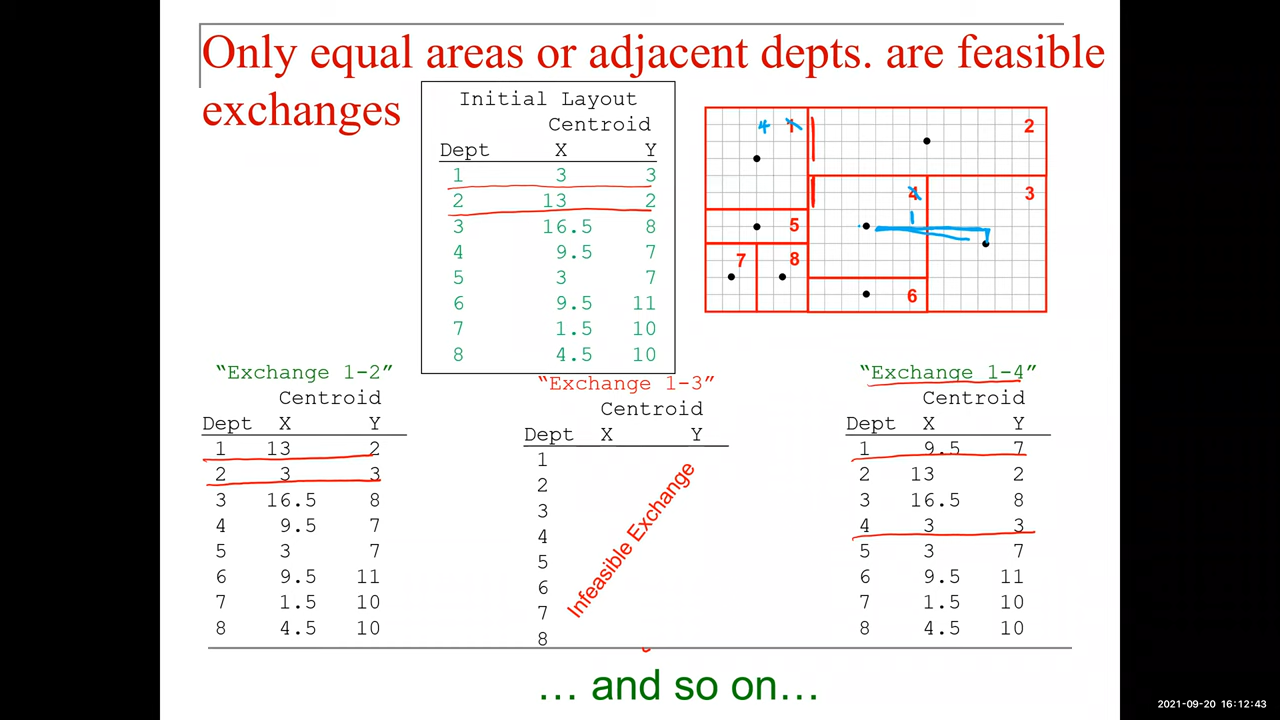 Only equal areas or adjacent depts. are feasible
exchanges
Initial Layout
Centroid
Dept X Y
1 3 3
2 13 2
3 16.5 8
4 9.5 7
5 3 7
6 9.5 11
7 1.5 10
8 4.5 10
4 1 2
4 3
1
5
7 8
6
"Exchange 1-2"
Centroid
Dept X Y
1 13 2
2 3 3
3 16.5 8
4 9.5 7
5 3 7
6 9.5 11
7 1.5 10
8 4.5 10
"Exchange 1-3"
Centroid
Dept X Y
1
2
3
4
5
6
7
8
Infeasible Exchange
"Exchange 1-4"
Centroid
Dept X Y
1 9.5 7
2 13 2
3 16.5 8
4 3 3
5 3 7
6 9.5 11
7 1.5 10
8 4.5 10
… and so on…
2021-09-20 16:12:43